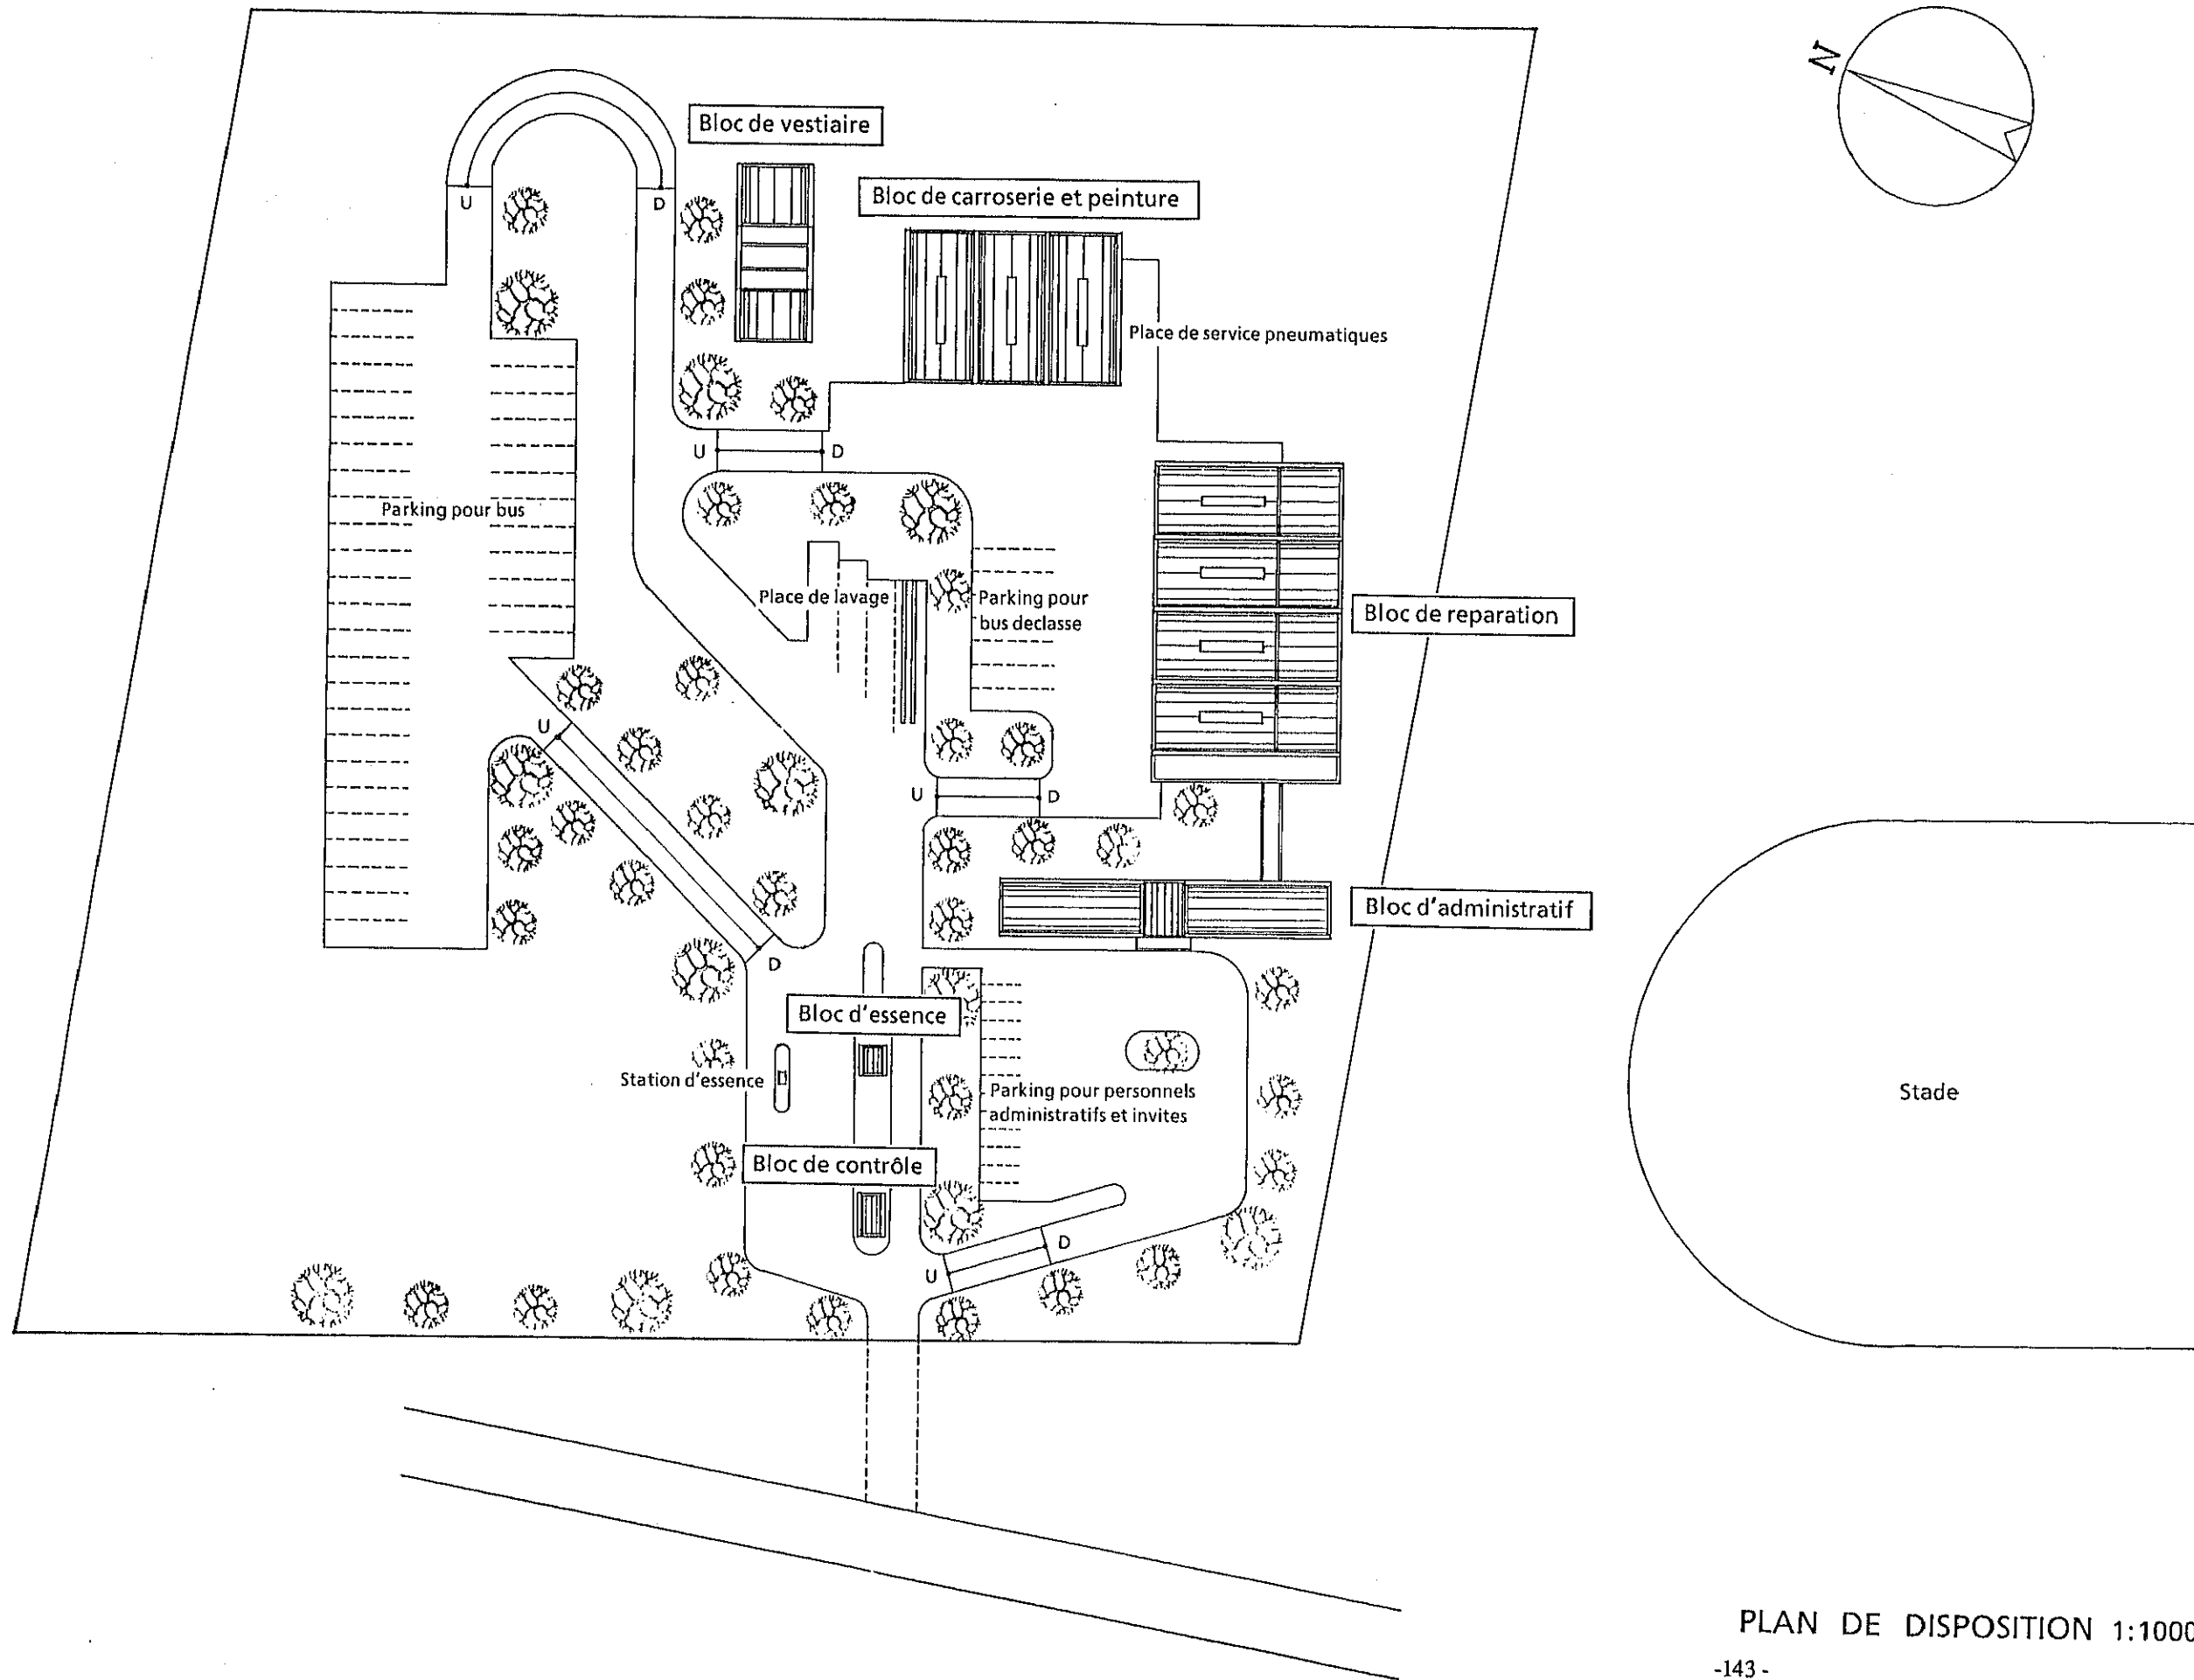 N
Bloc de vestiaire
Bloc de carroserie et peinture
U
D
Place de service pneumatiques
U
D
Parking pour bus
Place de lavage
Parking pour
bus declasse
Bloc de reparation
U
U
D
Bloc d'administratif
D
Bloc d'essence
Station d'essence
Parking pour personnels
administratifs et invites
Stade
Bloc de contrôle
D
U
PLAN DE DISPOSITION 1:1000
-143-